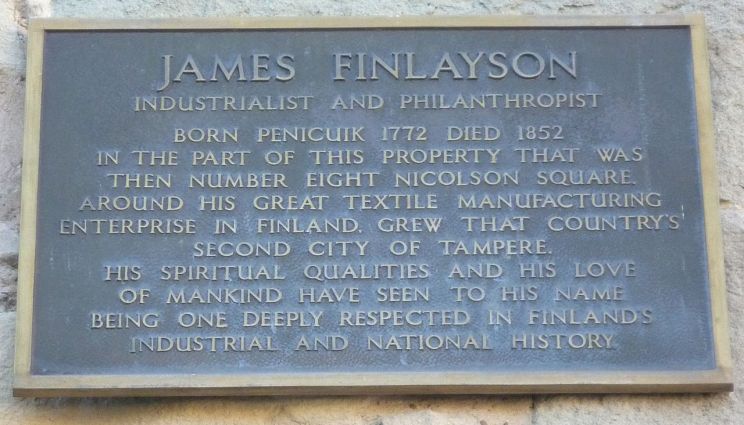 JAMES FINLAYSON
INDUSTRIALIST AND PHILANTHROPIST
BORN PENICUIK 1772 DIED 1852
IN THE PART OF THIS PROPERTY THAT WAS
THEN NUMBER EIGHT NICOLSON SQUARE.
AROUND HIS GREAT TEXTILE MANUFACTURING
ENTERPRISE IN FINLAND, GREW THAT COUNTRY'S
SECOND CITY OF TAMPERE.
HIS SPIRITUAL QUALITIES AND HIS LOVE
OF MANKIND HAVE SEEN TO HIS NAME
BEING ONE DEEPLY RESPECTED IN FINLAND'S
INDUSTRIAL AND NATIONAL HISTORY.